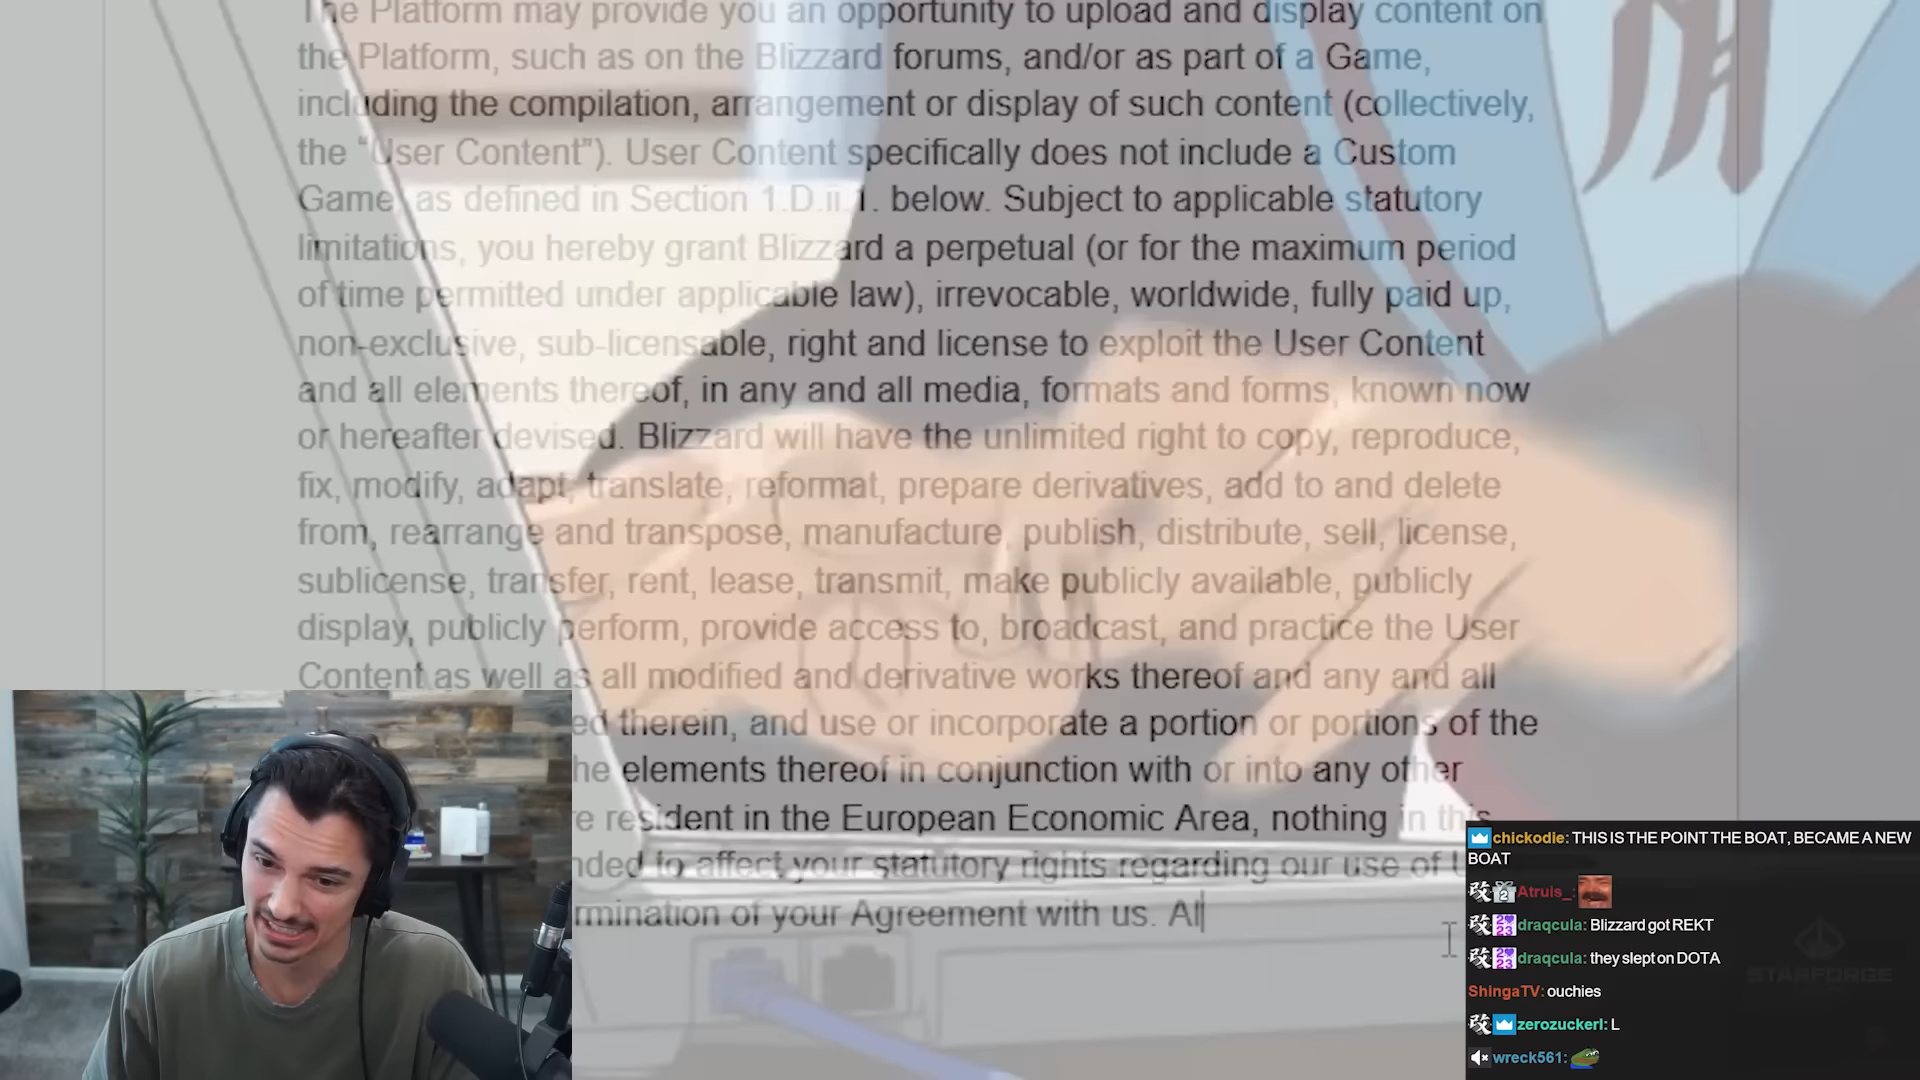 The Platform may provide you an opportunity to upload and display content on
the Platform, such as on the Blizzard forums, and/or as part of a Game,
including the compilation, arrangement or display of such content (collectively,
the “User Content”). User Content specifically does not include a Custom
Game, as defined in Section 1.D.ii.1. below. Subject to applicable statutory
limitations, you hereby grant Blizzard a perpetual (or for the maximum period
of time permitted under applicable law), irrevocable, worldwide, fully paid up,
non-exclusive, sub-licensable, right and license to exploit the User Content
and all elements thereof, in any and all media, formats and forms, known now
or hereafter devised. Blizzard will have the unlimited right to copy, reproduce,
fix, modify, adapt, translate, reformat, prepare derivatives, add to and delete
from, rearrange and transpose, manufacture, publish, distribute, sell, license,
sublicense, transfer, rent, lease, transmit, make publicly available, publicly
display, publicly perform, provide access to, broadcast, and practice the User
Content as well as all modified and derivative works thereof and any and all
therein, and use or incorporate a portion or portions of the
elements thereof in conjunction with or into any other
resident in the European Economic Area, nothing in this
to affect your statutory rights regarding our use of
of your Agreement with us. Al
chickodie: THIS IS THE POINT THE BOAT, BECAME A NEW
BOAT
改 2 Atruis_:
改 draqcula: Blizzard got REKT
改 draqcula: they slept on DOTA
ShingaTV: ouchies
改 zerozuckerl: L
wreck561:
STARFORGE